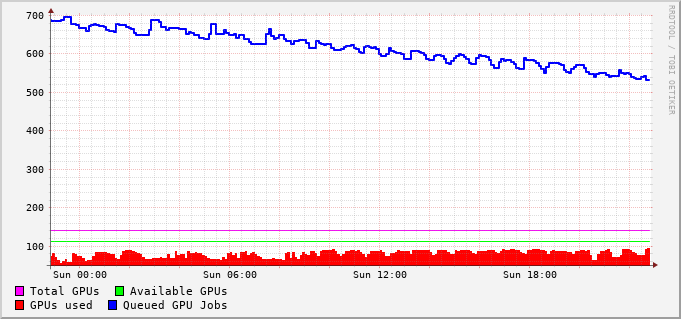 700
600
500
400
300
200
100
Sun 00:00 Sun 06:00 Sun 12:00 Sun 18:00
Total GPUs Available GPUs
GPUs used Queued GPU Jobs
RRDTOOL / TOBI OETIKER